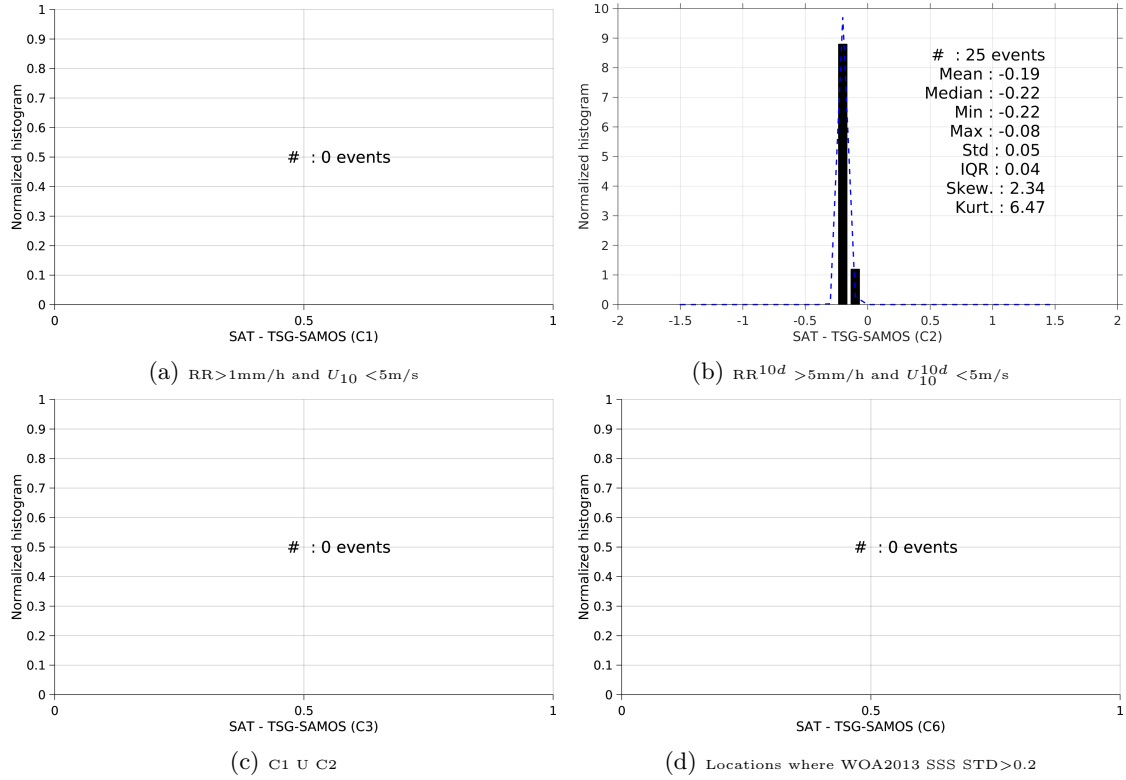 1
0.9
0.8
0.7
0.6
0.5
0.4
0.3
0.2
0.1
0
Normalized histogram
# : 0 events
0 0.5 1
SAT - TSG-SAMOS (C1)
(a) RR>1mm/h and U10 <5m/s
10
9
8
7
6
5
4
3
2
1
0
Normalized histogram
# : 25 events
Mean : -0.19
Median : -0.22
Min : -0.22
Max : -0.08
Std : 0.05
IQR : 0.04
Skew. : 2.34
Kurt. : 6.47
-2 -1.5 -1 -0.5 0 0.5 1 1.5 2
SAT - TSG-SAMOS (C2)
(b) RR^10d >5mm/h and U_10^10d <5m/s
1
0.9
0.8
0.7
0.6
0.5
0.4
0.3
0.2
0.1
0
Normalized histogram
# : 0 events
0 0.5 1
SAT - TSG-SAMOS (C3)
(c) C1 U C2
1
0.9
0.8
0.7
0.6
0.5
0.4
0.3
0.2
0.1
0
Normalized histogram
# : 0 events
0 0.5 1
SAT - TSG-SAMOS (C6)
(d) Locations where WOA2013 SSS STD>0.2